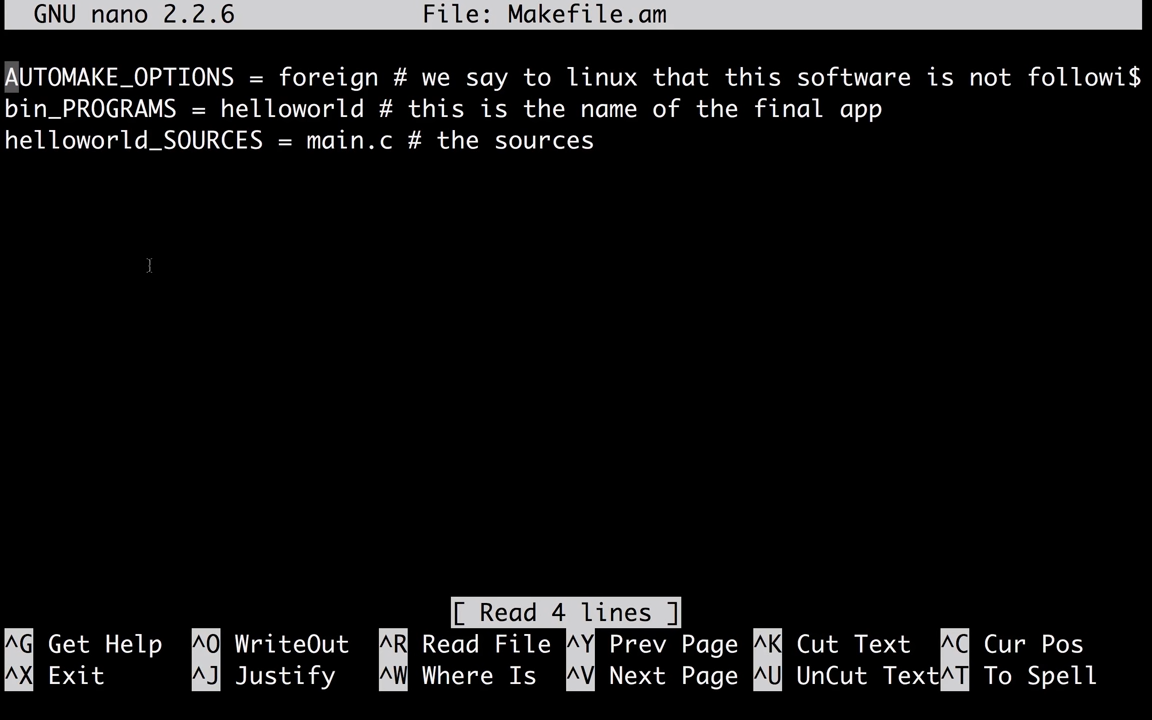 GNU nano 2.2.6 File: Makefile.am
AUTOMAKE_OPTIONS = foreign # we say to linux that this software is not followi$
bin_PROGRAMS = helloworld # this is the name of the final app
helloworld_SOURCES = main.c # the sources
[ Read 4 lines ]
^G Get Help ^O WriteOut ^R Read File ^Y Prev Page ^K Cut Text ^C Cur Pos
^X Exit ^J Justify ^W Where Is ^V Next Page ^U UnCut Text ^T To Spell